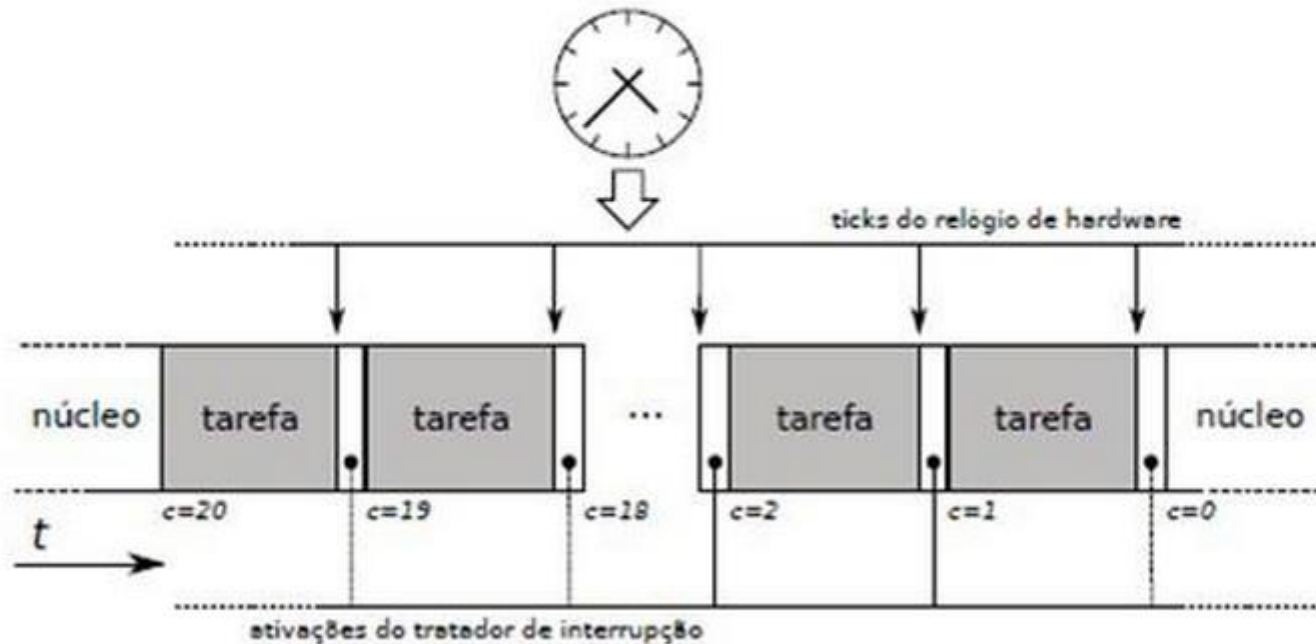 ticks do relógio de hardware
núcleo tarefa tarefa ... tarefa tarefa núcleo
c=20 c=19 c=18 c=2 c=1 c=0
t
ativações do tratador de interrupção